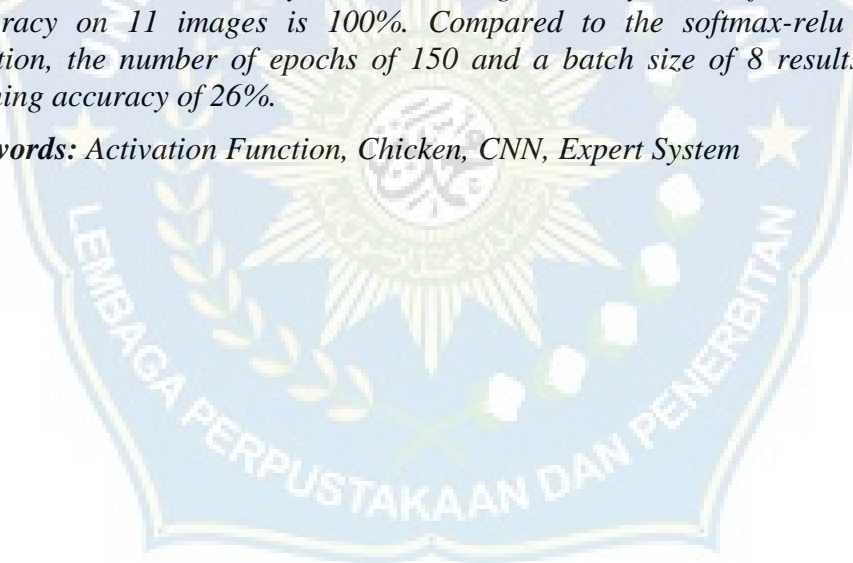 racy on 11 images is 100%. Compared to the softmax-relu
tion, the number of epochs of 150 and a batch size of 8 results
ing accuracy of 26%.
words: Activation Function, Chicken, CNN, Expert System
LEMBAGA PERPUSTAKAAN DAN PENERBITAN